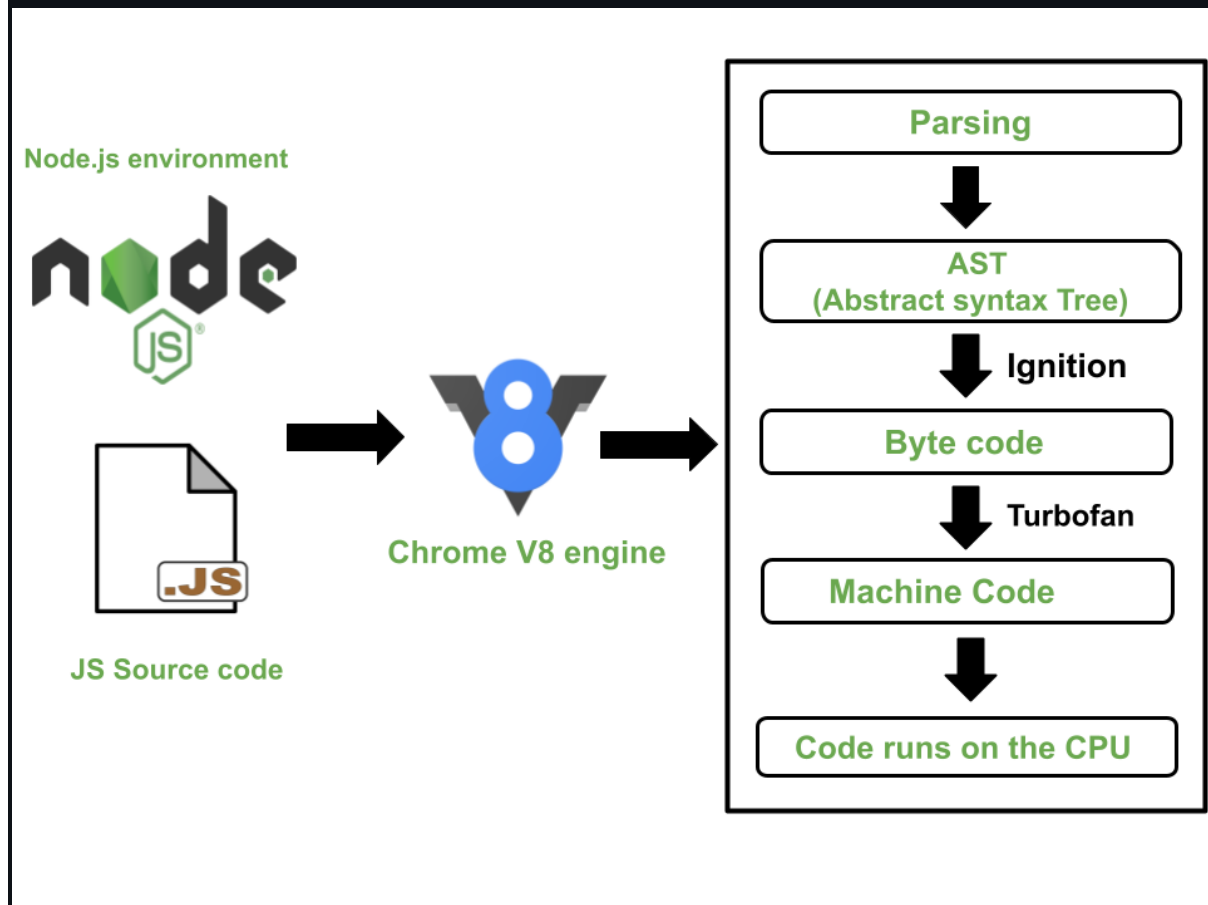 Node.js environment
node
JS®
.JS
JS Source code
8
Chrome V8 engine
Parsing
AST
(Abstract syntax Tree)
Ignition
Byte code
Turbofan
Machine Code
Code runs on the CPU